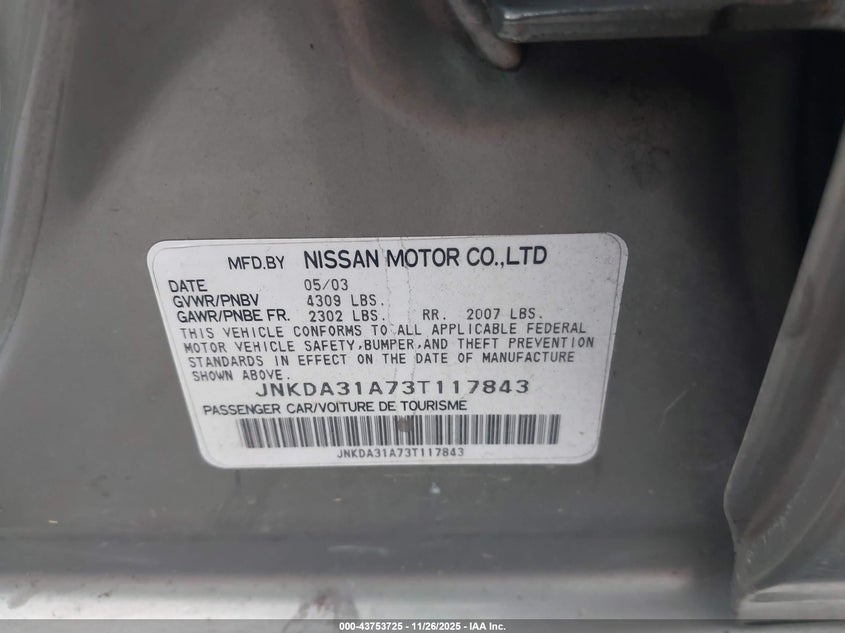 MFD.BY NISSAN MOTOR CO.,LTD
DATE 05/03
GVWR/PNBV 4309 LBS.
GAWR/PNBE FR. 2302 LBS. RR. 2007 LBS.
THIS VEHICLE CONFORMS TO ALL APPLICABLE FEDERAL
MOTOR VEHICLE SAFETY,BUMPER,AND THEFT PREVENTION
STANDARDS IN EFFECT ON THE DATE OF MANUFACTURE
SHOWN ABOVE.
JNKDA31A73T117843
PASSENGER CAR/VOITURE DE TOURISME
JNKDA31A73T117843
000-43753725 - 11/26/2025 - IAA Inc.